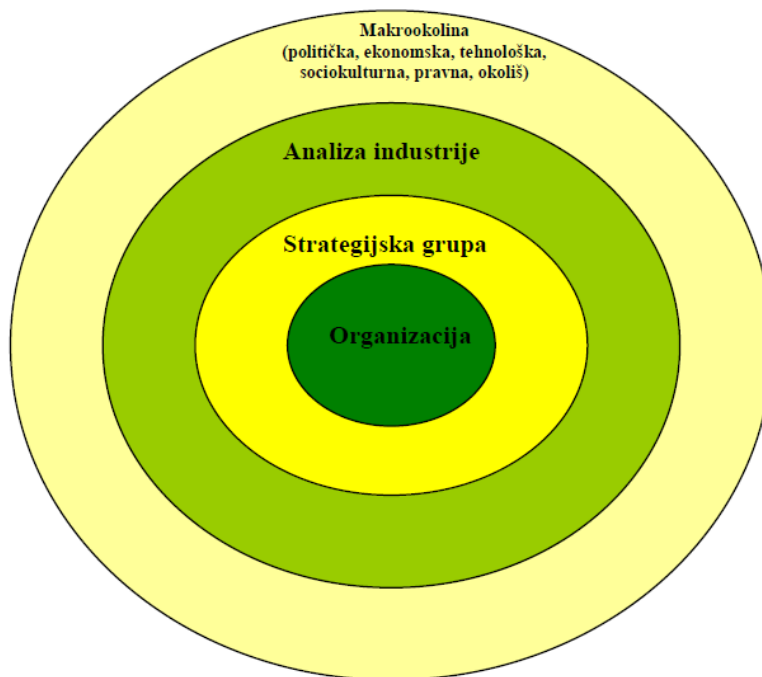 Makrookolina
(politička, ekonomska, tehnološka,
sociokulturna, pravna, okoliš)
Analiza industrije
Strategijska grupa
Organizacija